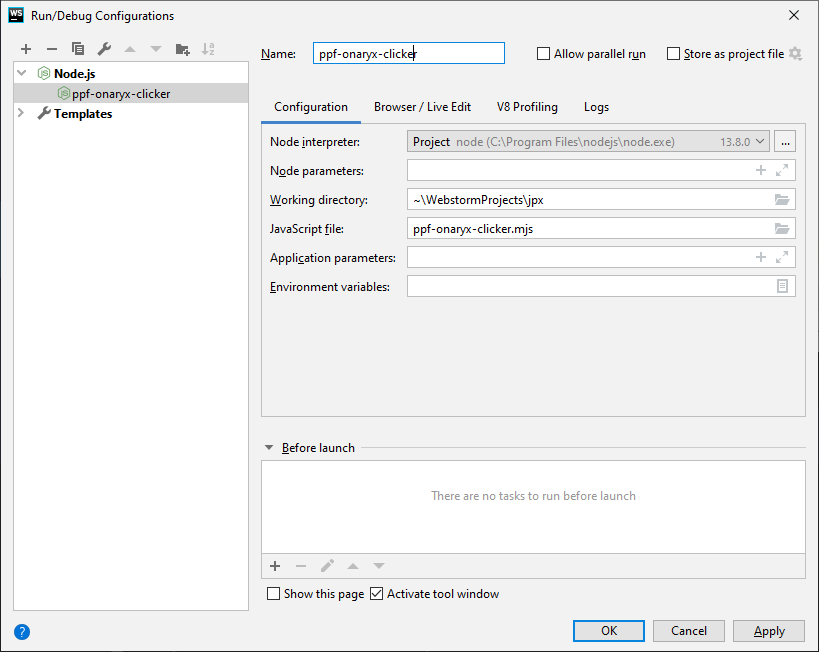 WS Run/Debug Configurations
Name: ppf-onaryx-clicker Allow parallel run Store as project file
Node.js
ppf-onaryx-clicker
Templates
Configuration Browser / Live Edit V8 Profiling Logs
Node interpreter: Project node (C:\Program Files\nodejs\node.exe) 13.8.0 ...
Node parameters:
Working directory: ~\WebstormProjects\jpx
JavaScript file: ppf-onaryx-clicker.mjs
Application parameters:
Environment variables:
Before launch
There are no tasks to run before launch
Show this page Activate tool window
? OK Cancel Apply